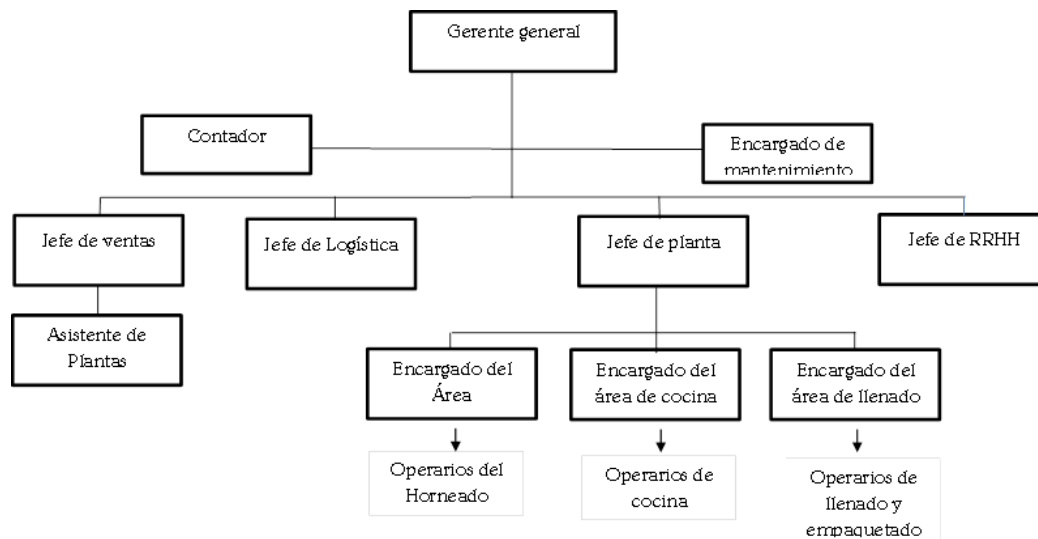 Gerente general
Contador
Encargado de
mantenimiento
Jefe de ventas
Jefe de Logística
Jefe de planta
Jefe de RRHH
Asistente de
Plantas
Encargado del
Área
Encargado del
área de cocina
Encargado del
área de llenado
Operarios del
Horneado
Operarios de
cocina
Operarios de
llenado y
empaquetado